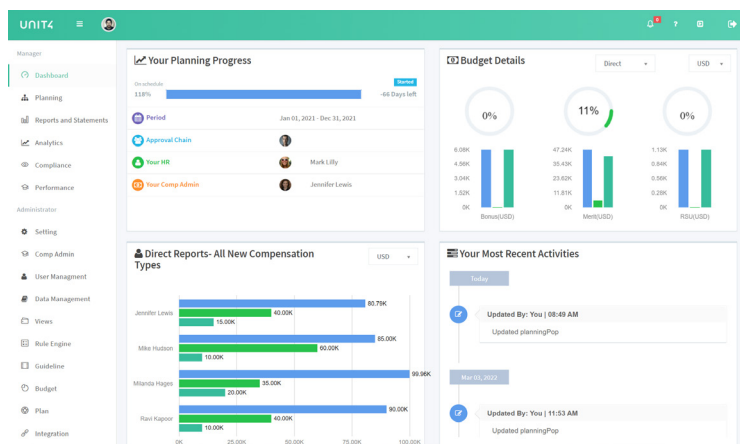 UNIT4
Manager
Dashboard
Planning
Reports and Statements
Analytics
Compliance
Performance
Administrator
Setting
Comp Admin
User Managment
Data Management
Views
Rule Engine
Guideline
Budget
Plan
Integration
Your Planning Progress
On schedule
Started
118%
-66 Days left
Period
Jan 01, 2021 - Dec 31, 2021
Approval Chain
Your HR
Mark Lilly
Your Comp Admin
Jennifer Lewis
Budget Details
Direct
USD
0%
11%
0%
6.08K
4.56K
3.04K
1.52K
0K
Bonus(USD)
47.24K
35.43K
23.62K
11.81K
0K
Merit(USD)
1.13K
0.84K
0.56K
0.28K
0K
RSU(USD)
Direct Reports- All New Compensation
Types
USD
Jennifer Lewis
80.79K
40.00K
15.00K
Mike Hudson
85.00K
60.00K
10.00K
Milanda Hages
99.96K
35.00K
20.00K
Ravi Kapoor
90.00K
40.00K
10.00K
0K
25.00K
50.00K
75.00K
100.00K
Your Most Recent Activities
Today
Updated By: You | 08:49 AM
Updated planningPop
Mar 03, 2022
Updated By: You | 11:53 AM
Updated planningPop